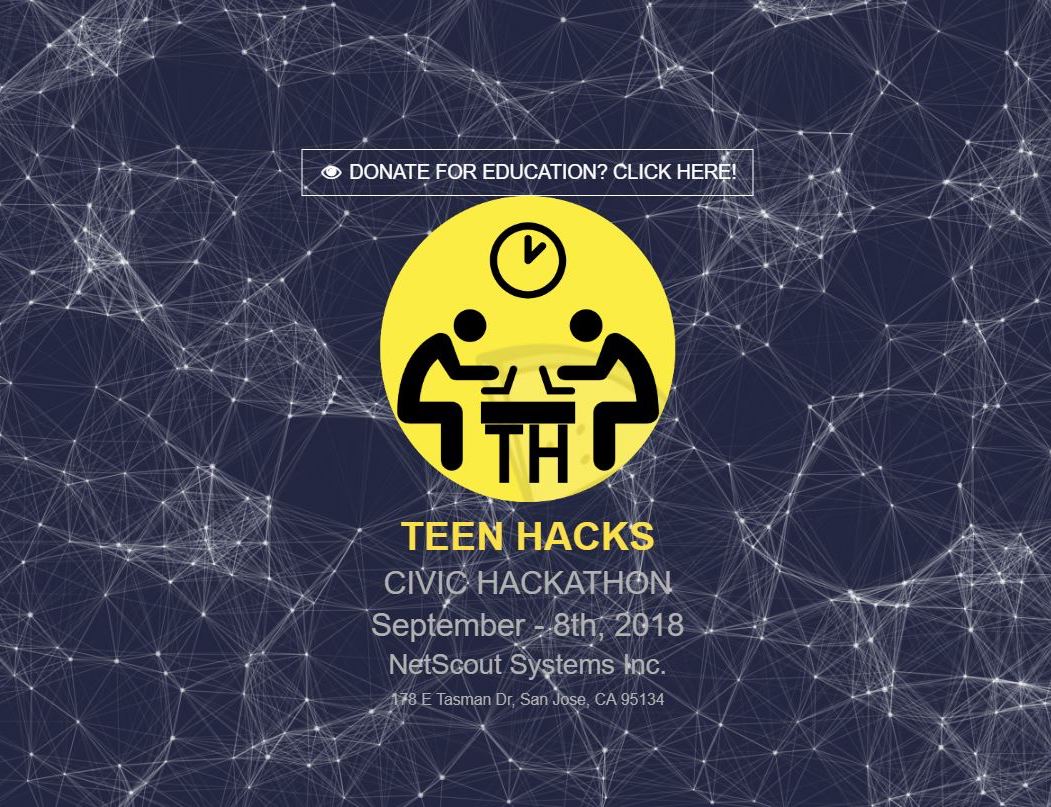 DONATE FOR EDUCATION? CLICK HERE!
TH
TEEN HACKS
CIVIC HACKATHON
September - 8th, 2018
NetScout Systems Inc.
178 E Tasman Dr, San Jose, CA 95134